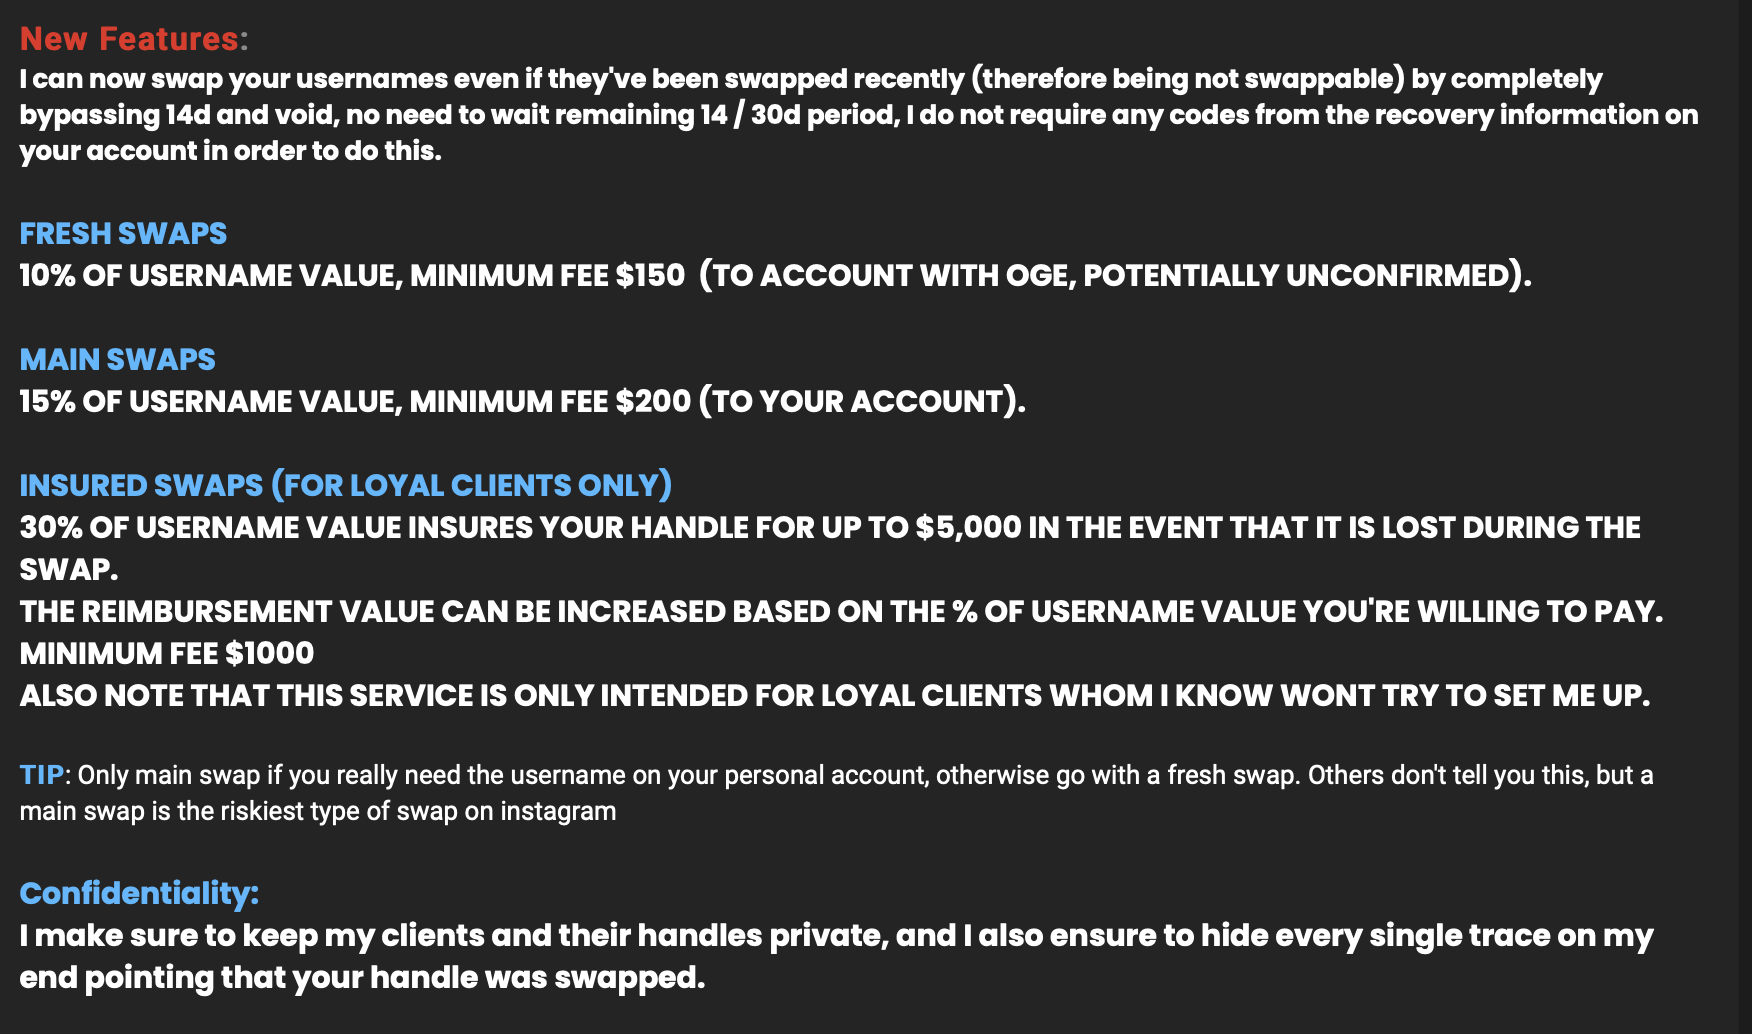 New Features:
I can now swap your usernames even if they've been swapped recently (therefore being not swappable) by completely
bypassing 14d and void, no need to wait remaining 14 / 30d period, I do not require any codes from the recovery information on
your account in order to do this.
FRESH SWAPS
10% OF USERNAME VALUE, MINIMUM FEE $150 (TO ACCOUNT WITH OGE, POTENTIALLY UNCONFIRMED).
MAIN SWAPS
15% OF USERNAME VALUE, MINIMUM FEE $200 (TO YOUR ACCOUNT).
INSURED SWAPS (FOR LOYAL CLIENTS ONLY)
30% OF USERNAME VALUE INSURES YOUR HANDLE FOR UP TO $5,000 IN THE EVENT THAT IT IS LOST DURING THE
SWAP.
THE REIMBURSEMENT VALUE CAN BE INCREASED BASED ON THE % OF USERNAME VALUE YOU'RE WILLING TO PAY.
MINIMUM FEE $1000
ALSO NOTE THAT THIS SERVICE IS ONLY INTENDED FOR LOYAL CLIENTS WHOM I KNOW WONT TRY TO SET ME UP.
TIP: Only main swap if you really need the username on your personal account, otherwise go with a fresh swap. Others don't tell you this, but a
main swap is the riskiest type of swap on instagram
Confidentiality:
I make sure to keep my clients and their handles private, and I also ensure to hide every single trace on my
end pointing that your handle was swapped.